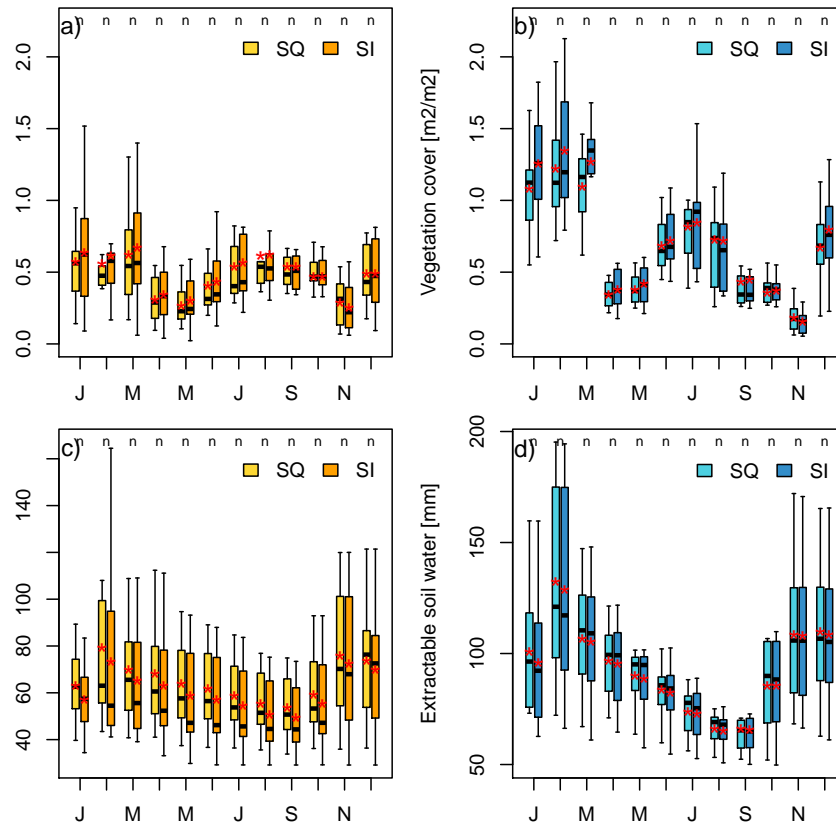 n n n n n n n n n n n n
a)
SQ SI
0.0 0.5 1.0 1.5 2.0
J M M J S N
Vegetation cover [m2/m2]
n n n n n n n n n n n n
b)
SQ SI
0.0 0.5 1.0 1.5 2.0
J M M J S N
n n n n n n n n n n n n
c)
SQ SI
40 60 80 100 140
J M M J S N
Extractable soil water [mm]
n n n n n n n n n n n n
d)
SQ SI
50 100 150 200
J M M J S N